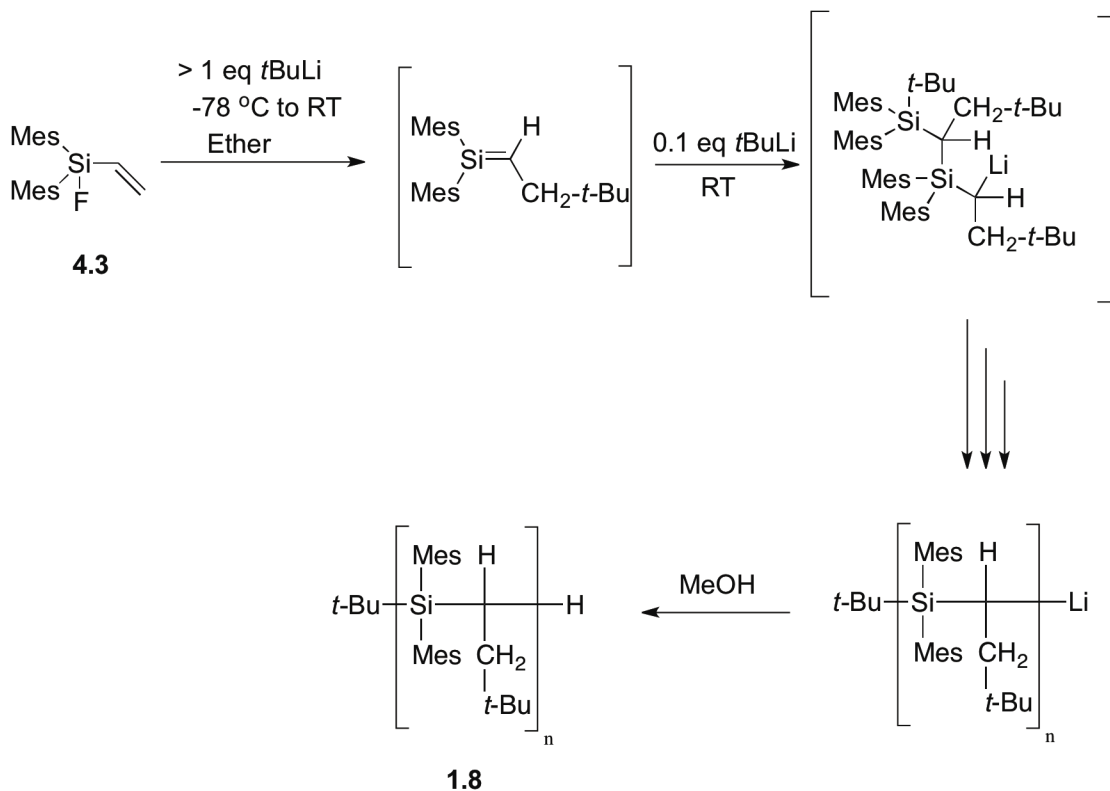 > 1 eq tBuLi
-78 °C to RT
Ether
Mes
Si
Mes
F
4.3
Mes
H
Si
Mes
CH2-t-Bu
0.1 eq tBuLi
RT
t-Bu
Mes
CH2-t-Bu
Si
Mes
H
Li
Mes
Si
Mes
H
CH2-t-Bu
Mes H
t-Bu Si H
Mes CH2
t-Bu
n
1.8
MeOH
Mes H
t-Bu Si Li
Mes CH2
t-Bu
n